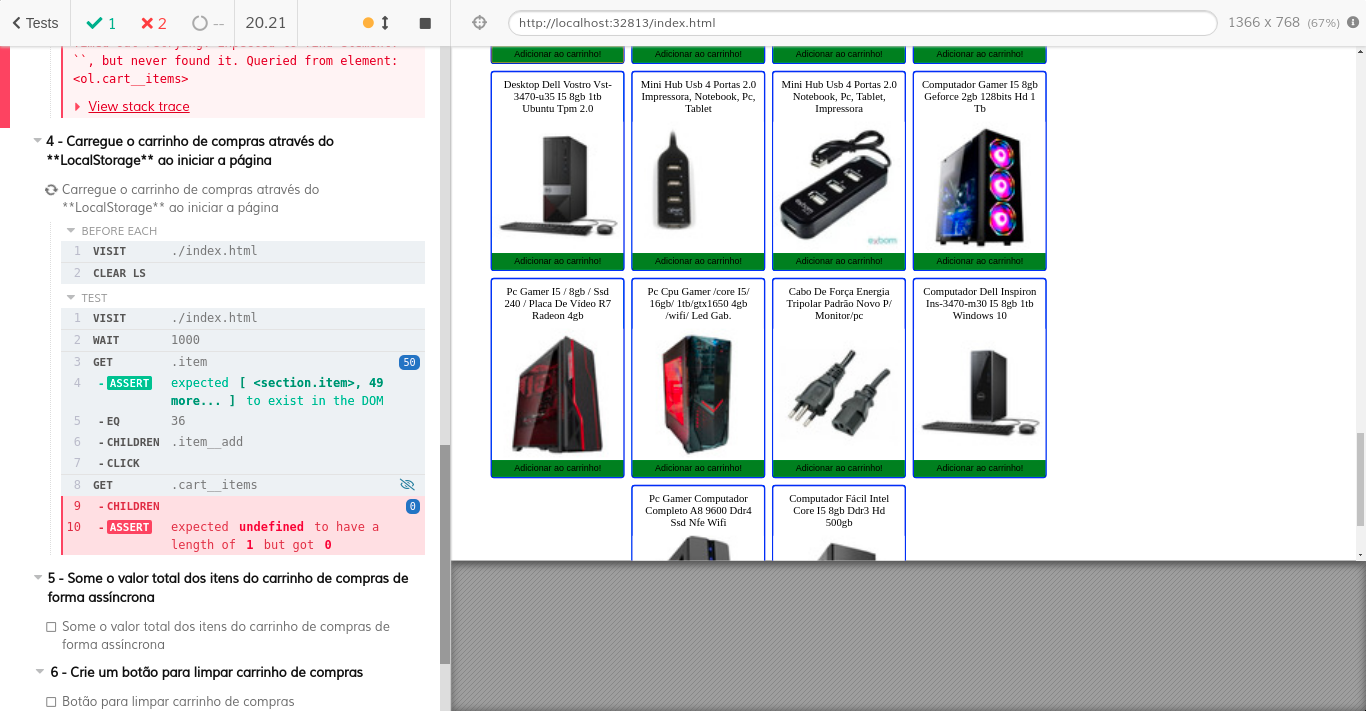 Tests
1
2
--
20.21
http://localhost:32813/index.html
1366 x 768 (67%)
``, but never found it. Queried from element:
<ol.cart__items>
View stack trace
4 - Carregue o carrinho de compras através do
**LocalStorage** ao iniciar a página
Carregue o carrinho de compras através do
**LocalStorage** ao iniciar a página
BEFORE EACH
1 VISIT ./index.html
2 CLEAR LS
TEST
1 VISIT ./index.html
2 WAIT 1000
3 GET .item 50
4 - ASSERT expected [ <section.item>, 49
more... ] to exist in the DOM
5 - EQ 36
6 - CHILDREN .item__add
7 - CLICK
8 GET .cart__items
9 - CHILDREN 0
10 - ASSERT expected undefined to have a
length of 1 but got 0
5 - Some o valor total dos itens do carrinho de compras de
forma assíncrona
Some o valor total dos itens do carrinho de compras de
forma assíncrona
6 - Crie um botão para limpar carrinho de compras
Botão para limpar carrinho de compras
Adicionar ao carrinho!
Adicionar ao carrinho!
Adicionar ao carrinho!
Adicionar ao carrinho!
Desktop Dell Vostro Vst-
3470-u35 I5 8gb 1tb
Ubuntu Tpm 2.0
Adicionar ao carrinho!
Mini Hub Usb 4 Portas 2.0
Impressora, Notebook, Pc,
Tablet
Adicionar ao carrinho!
Mini Hub Usb 4 Portas 2.0
Notebook, Pc, Tablet,
Impressora
exbom
Adicionar ao carrinho!
Computador Gamer I5 8gb
Geforce 2gb 128bits Hd 1
Tb
Adicionar ao carrinho!
Pc Gamer I5 / 8gb / Ssd
240 / Placa De Vídeo R7
Radeon 4gb
Adicionar ao carrinho!
Pc Cpu Gamer /core I5/
16gb/ 1tb/gtx1650 4gb
/wifi/ Led Gab.
Adicionar ao carrinho!
Cabo De Força Energia
Tripolar Padrão Novo P/
Monitor/pc
Adicionar ao carrinho!
Computador Dell Inspiron
Ins-3470-m30 I5 8gb 1tb
Windows 10
Adicionar ao carrinho!
Pc Gamer Computador
Completo A8 9600 Ddr4
Ssd Nfe Wifi
Computador Fácil Intel
Core I5 8gb Ddr3 Hd
500gb